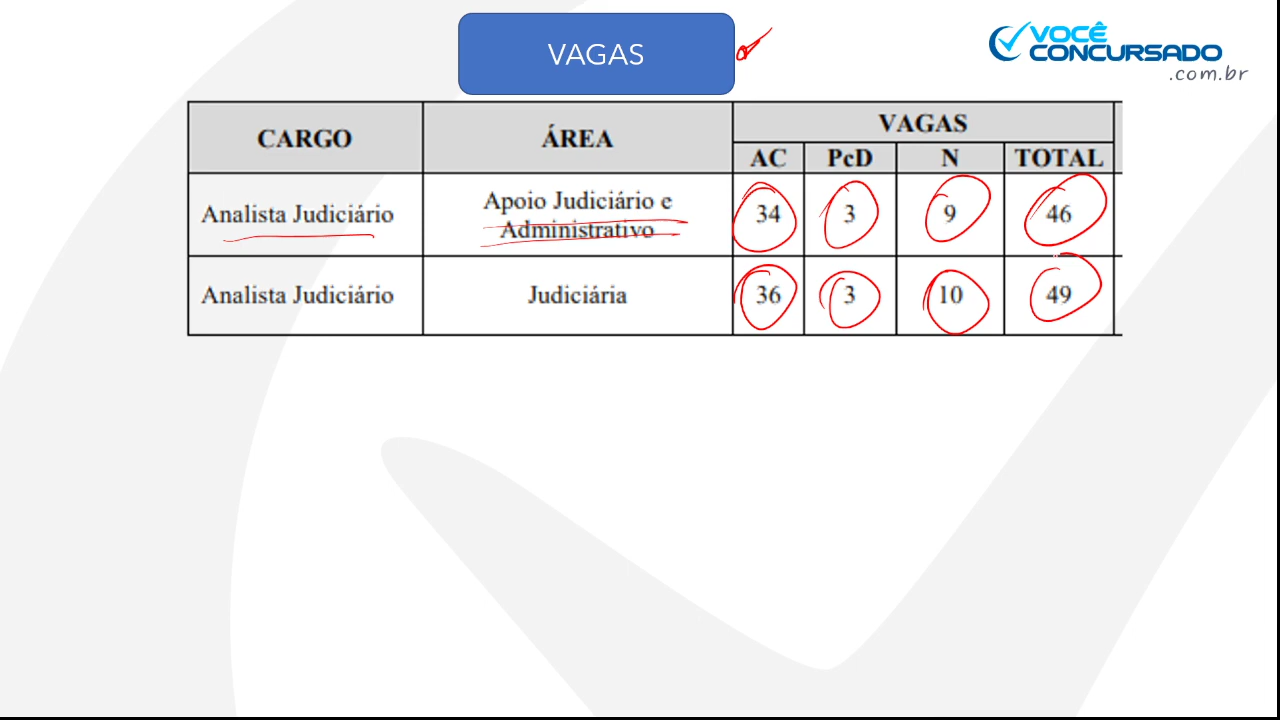 VAGAS
VOCÊ
CONCURSADO
.com.br
CARGO ÁREA VAGAS
AC PcD N TOTAL
Analista Judiciário Apoio Judiciário e Administrativo 34 3 9 46
Analista Judiciário Judiciária 36 3 10 49